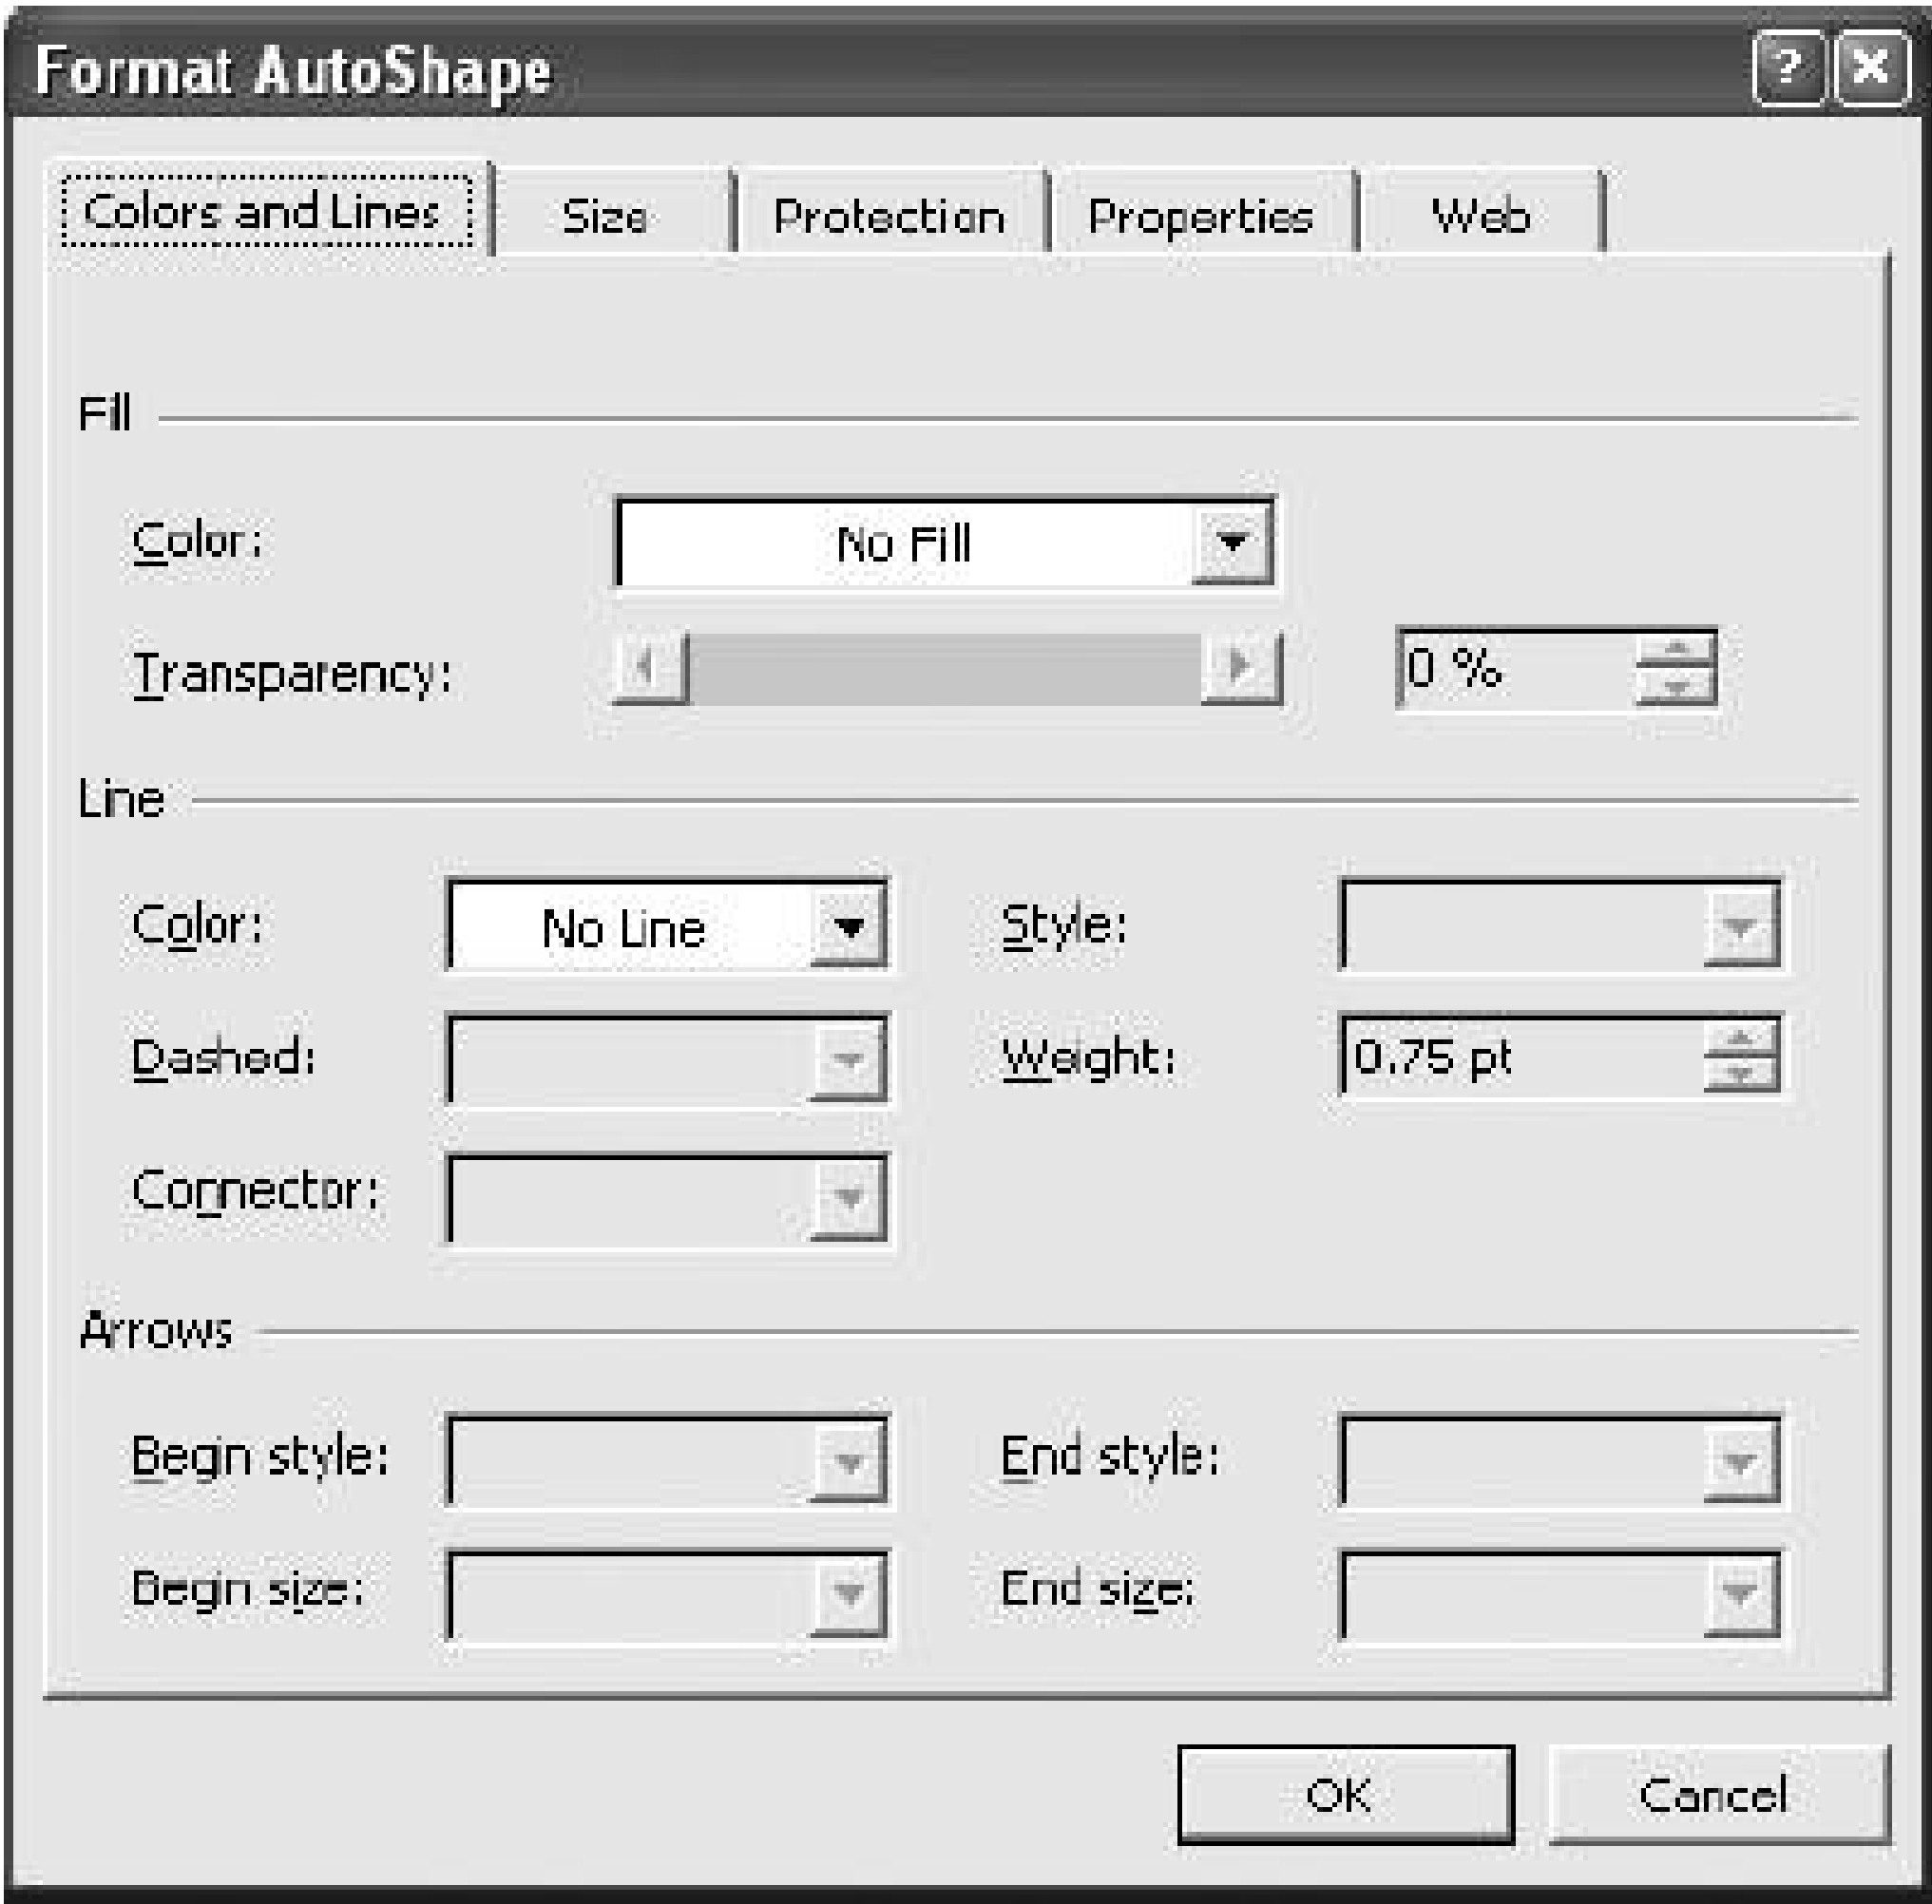 Format AutoShape
Colors and Lines Size Protection Properties Web
Fill
Color: No Fill
Transparency: 0 %
Line
Color: No Line Style:
Dashed: Weight: 0.75 pt
Connector:
Arrows
Begin style: End style:
Begin size: End size:
OK Cancel